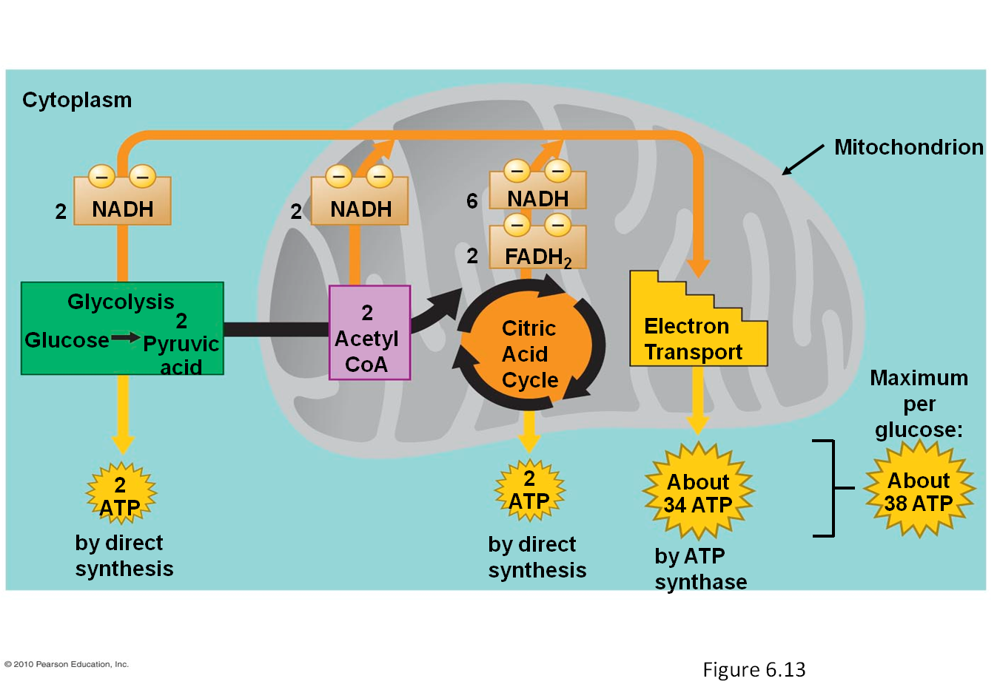 Cytoplasm
Mitochondrion
2
NADH
2
NADH
6
NADH
2
FADH₂
Glycolysis
Glucose
2
Pyruvic
acid
2
Acetyl
CoA
Citric
Acid
Cycle
Electron
Transport
Maximum
per
glucose:
2
ATP
by direct
synthesis
2
ATP
by direct
synthesis
About
34 ATP
by ATP
synthase
About
38 ATP
© 2010 Pearson Education, Inc.
Figure 6.13